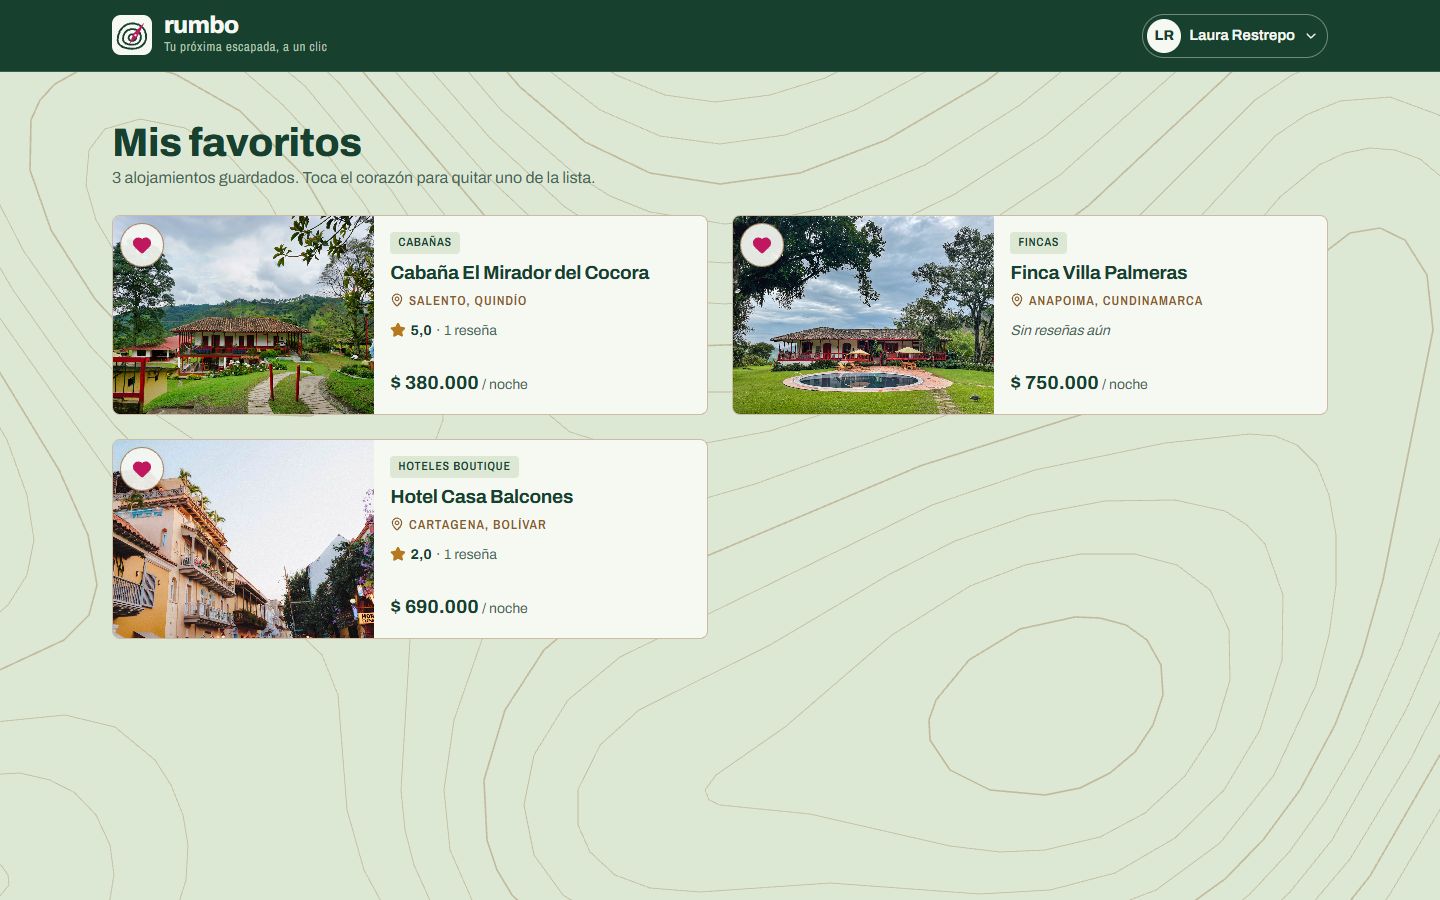 rumbo
Tu próxima escapada, a un clic
LR Laura Restrepo
Mis favoritos
3 alojamientos guardados. Toca el corazón para quitar uno de la lista.
CABAÑAS
Cabaña El Mirador del Cocora
SALENTO, QUINDÍO
5,0 · 1 reseña
$ 380.000 / noche
FINCAS
Finca Villa Palmeras
ANAPOIMA, CUNDINAMARCA
Sin reseñas aún
$ 750.000 / noche
HOTELES BOUTIQUE
Hotel Casa Balcones
CARTAGENA, BOLÍVAR
2,0 · 1 reseña
$ 690.000 / noche